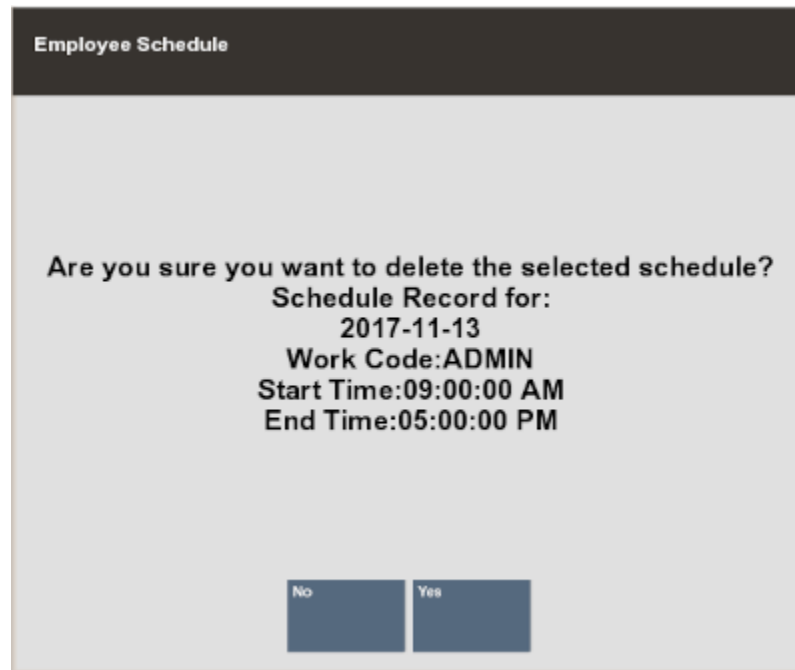 Employee Schedule
Are you sure you want to delete the selected schedule?
Schedule Record for:
2017-11-13
Work Code:ADMIN
Start Time:09:00:00 AM
End Time:05:00:00 PM
No
Yes